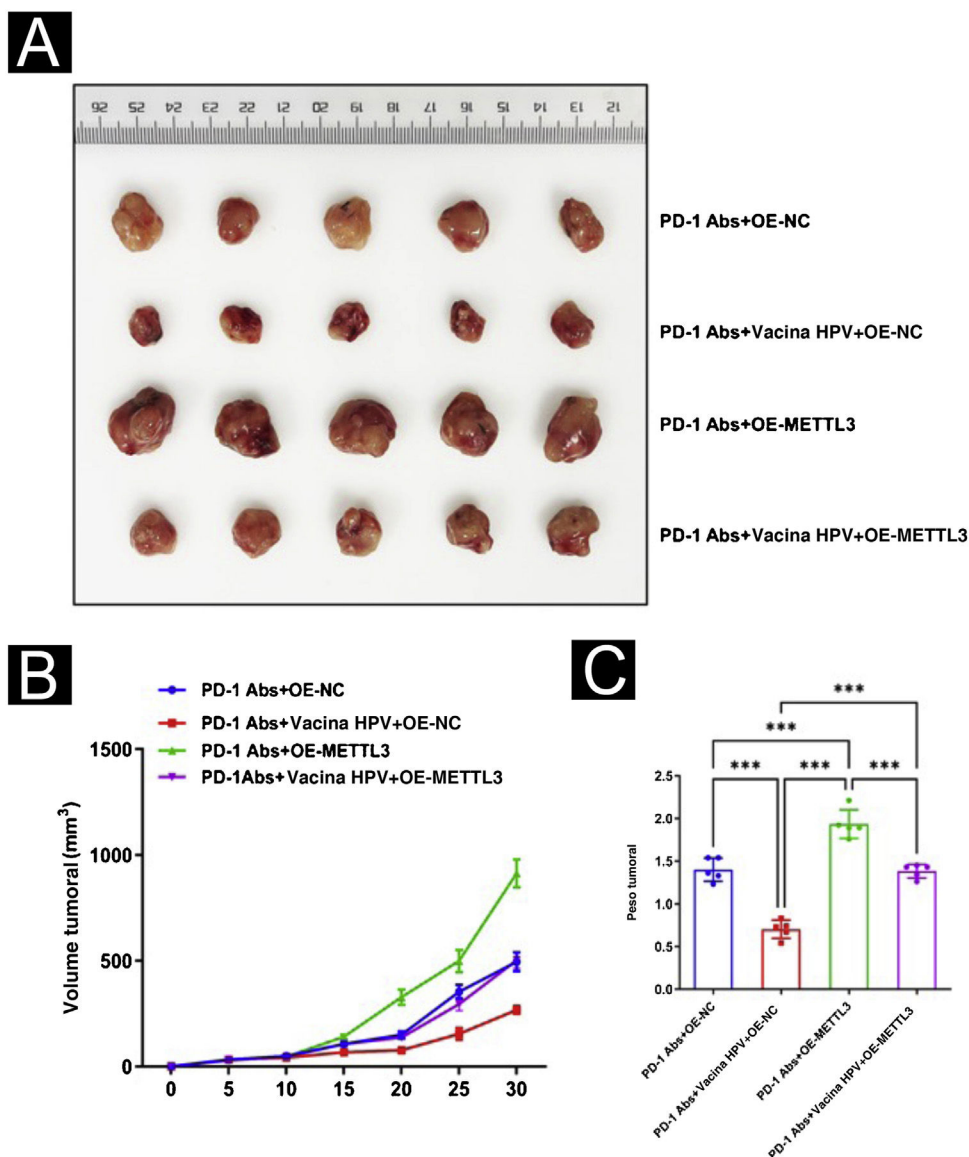 A
26 25 24 23 22 21 20 19 18 17 16 15 14 13 12
PD-1 Abs+OE-NC
PD-1 Abs+Vacina HPV+OE-NC
PD-1 Abs+OE-METTL3
PD-1 Abs+Vacina HPV+OE-METTL3
B
PD-1 Abs+OE-NC
PD-1 Abs+Vacina HPV+OE-NC
PD-1 Abs+OE-METTL3
PD-1Abs+Vacina HPV+OE-METTL3
Volume tumoral (mm³)
1500
1000
500
0
0 5 10 15 20 25 30
C
***
***
*** *** ***
Peso tumoral
2.5
2.0
1.5
1.0
0.5
0.0
PD-1 Abs+OE-NC
PD-1 Abs+Vacina HPV+OE-NC
PD-1 Abs+OE-METTL3
PD-1 Abs+Vacina HPV+OE-METTL3